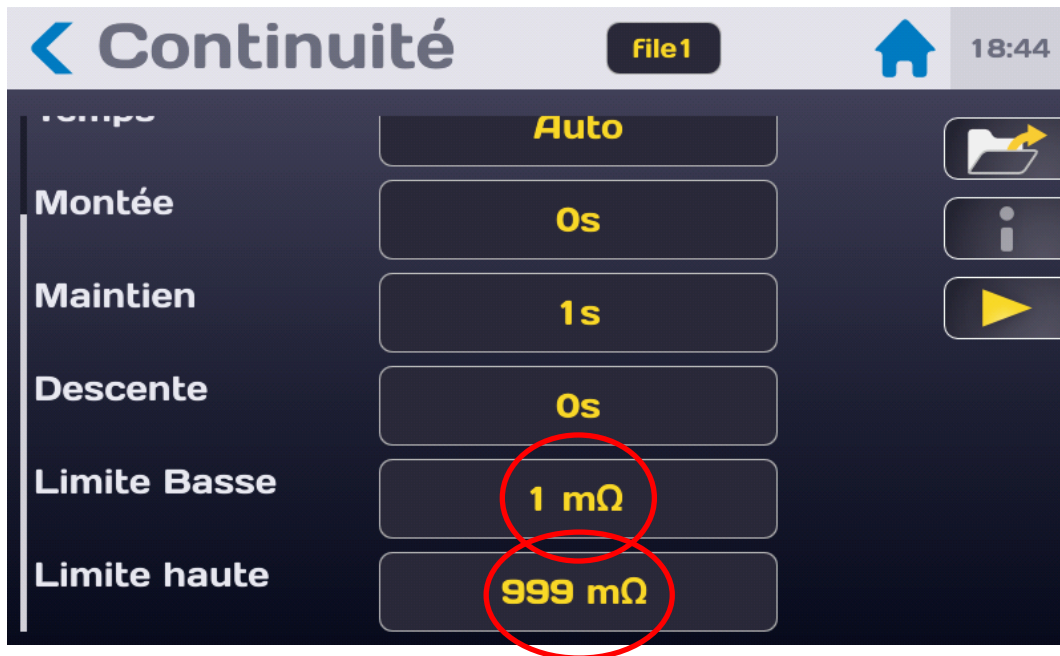 Continuité
file1
18:44
Temps
Auto
Montée
0s
Maintien
1s
Descente
0s
Limite Basse
1 mΩ
Limite haute
999 mΩ